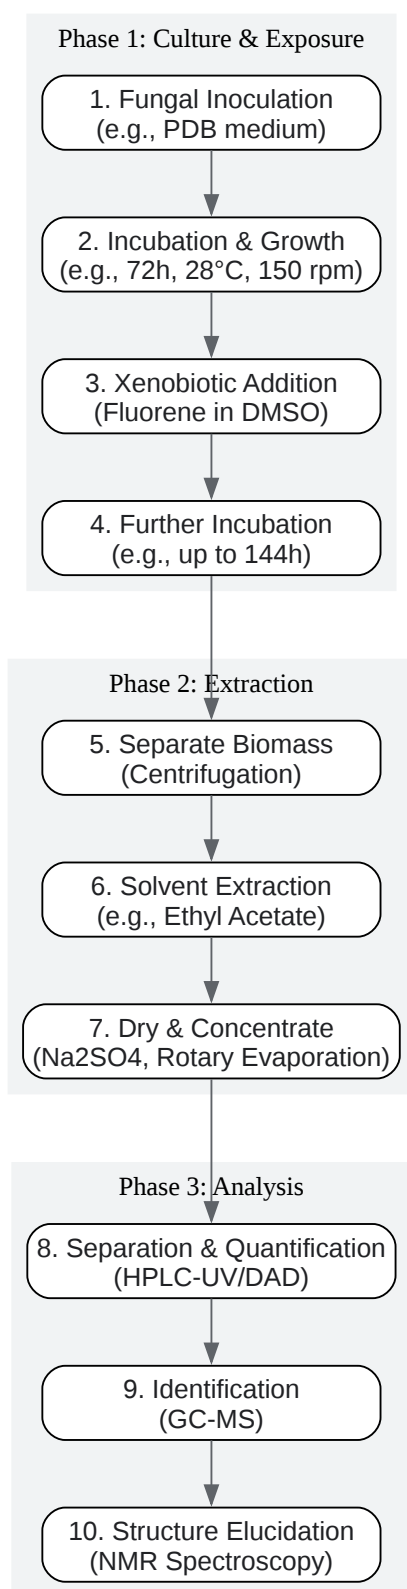 Phase 1: Culture & Exposure
1. Fungal Inoculation
(e.g., PDB medium)
2. Incubation & Growth
(e.g., 72h, 28°C, 150 rpm)
3. Xenobiotic Addition
(Fluorene in DMSO)
4. Further Incubation
(e.g., up to 144h)
Phase 2: Extraction
5. Separate Biomass
(Centrifugation)
6. Solvent Extraction
(e.g., Ethyl Acetate)
7. Dry & Concentrate
(Na2SO4, Rotary Evaporation)
Phase 3: Analysis
8. Separation & Quantification
(HPLC-UV/DAD)
9. Identification
(GC-MS)
10. Structure Elucidation
(NMR Spectroscopy)